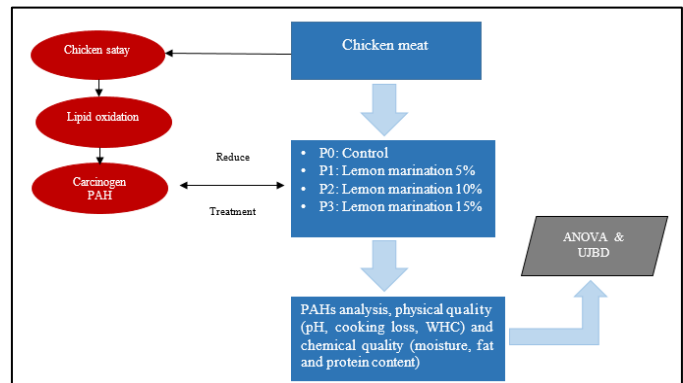 Chicken meat
Chicken satay
Lipid oxidation
Carcinogen
PAH
Reduce
Treatment
• P0: Control
• P1: Lemon marination 5%
• P2: Lemon marination 10%
• P3: Lemon marination 15%
ANOVA &
UJBD
PAHs analysis, physical quality
(pH, cooking loss, WHC) and
chemical quality (moisture, fat
and protein content)